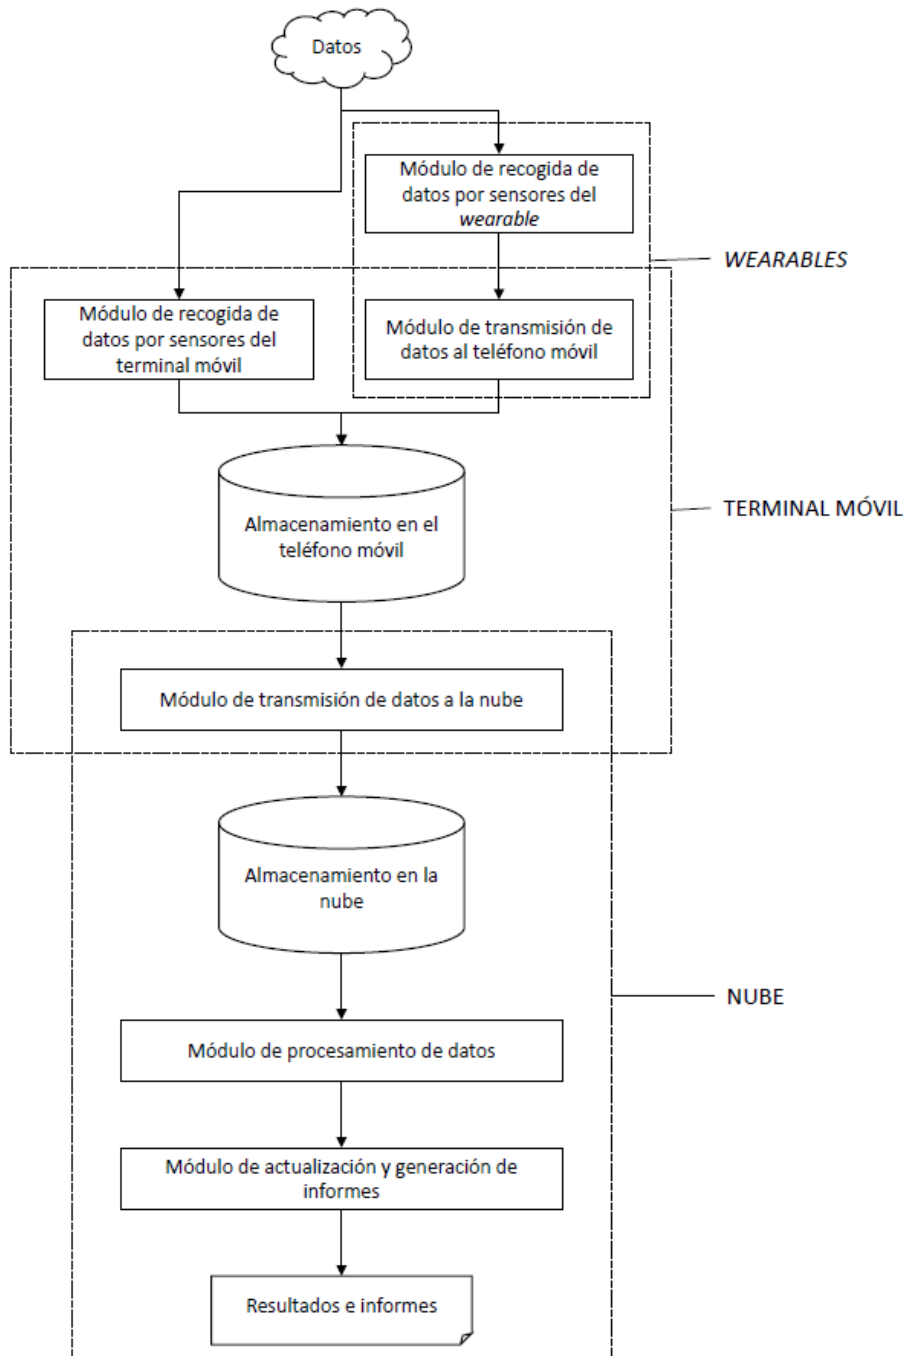 Datos
Módulo de recogida de
datos por sensores del
wearable
WEARABLES
Módulo de recogida de
datos por sensores del
terminal móvil
Módulo de transmisión de
datos al teléfono móvil
Almacenamiento en el
teléfono móvil
TERMINAL MÓVIL
Módulo de transmisión de datos a la nube
Almacenamiento en la
nube
NUBE
Módulo de procesamiento de datos
Módulo de actualización y generación de
informes
Resultados e informes